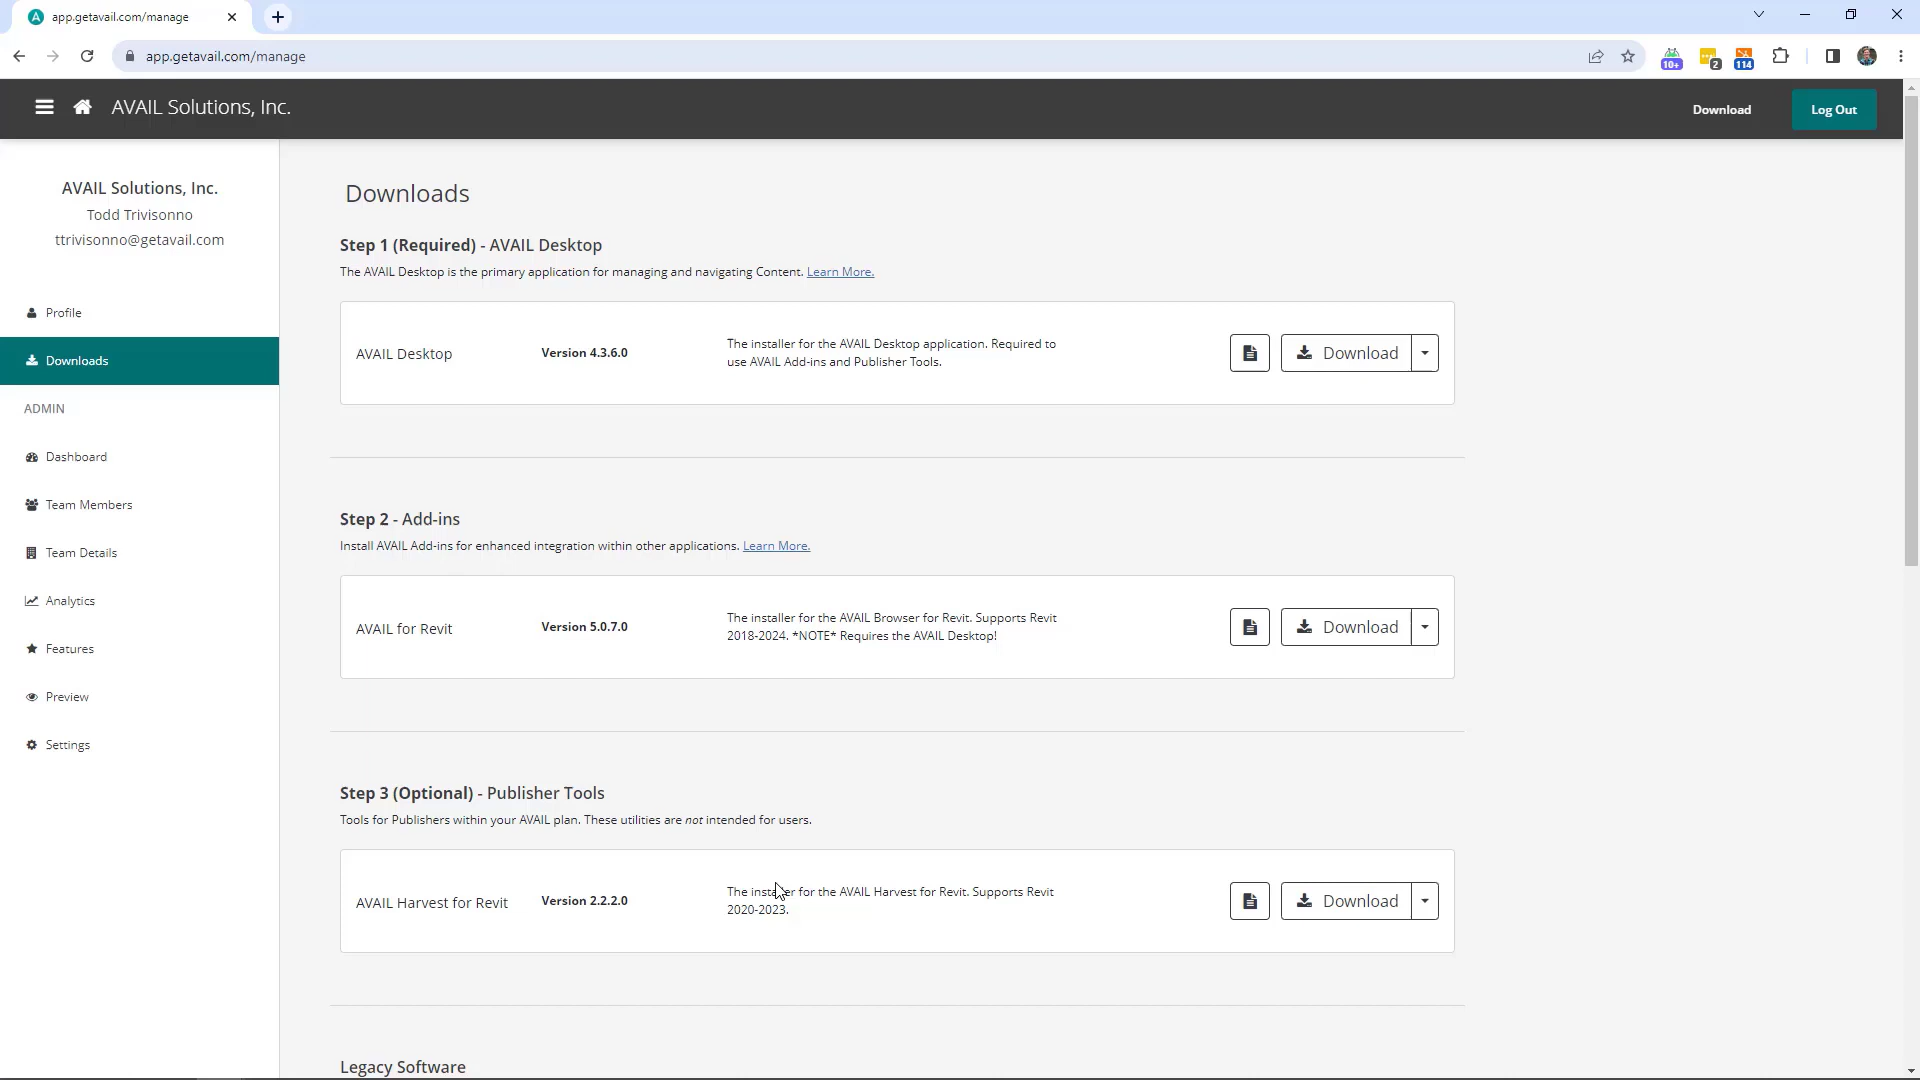 app.getavail.com/manage
app.getavail.com/manage
10+
2
114
AVAIL Solutions, Inc.
Download
Log Out
AVAIL Solutions, Inc.
Todd Trivisonno
ttrivisonno@getavail.com
Profile
Downloads
ADMIN
Dashboard
Team Members
Team Details
Analytics
Features
Preview
Settings
Downloads
Step 1 (Required) - AVAIL Desktop
The AVAIL Desktop is the primary application for managing and navigating Content. Learn More.
AVAIL Desktop
Version 4.3.6.0
The installer for the AVAIL Desktop application. Required to
use AVAIL Add-ins and Publisher Tools.
Download
Step 2 - Add-ins
Install AVAIL Add-ins for enhanced integration within other applications. Learn More.
AVAIL for Revit
Version 5.0.7.0
The installer for the AVAIL Browser for Revit. Supports Revit
2018-2024. *NOTE* Requires the AVAIL Desktop!
Download
Step 3 (Optional) - Publisher Tools
Tools for Publishers within your AVAIL plan. These utilities are not intended for users.
AVAIL Harvest for Revit
Version 2.2.2.0
The installer for the AVAIL Harvest for Revit. Supports Revit
2020-2023.
Download
Legacy Software